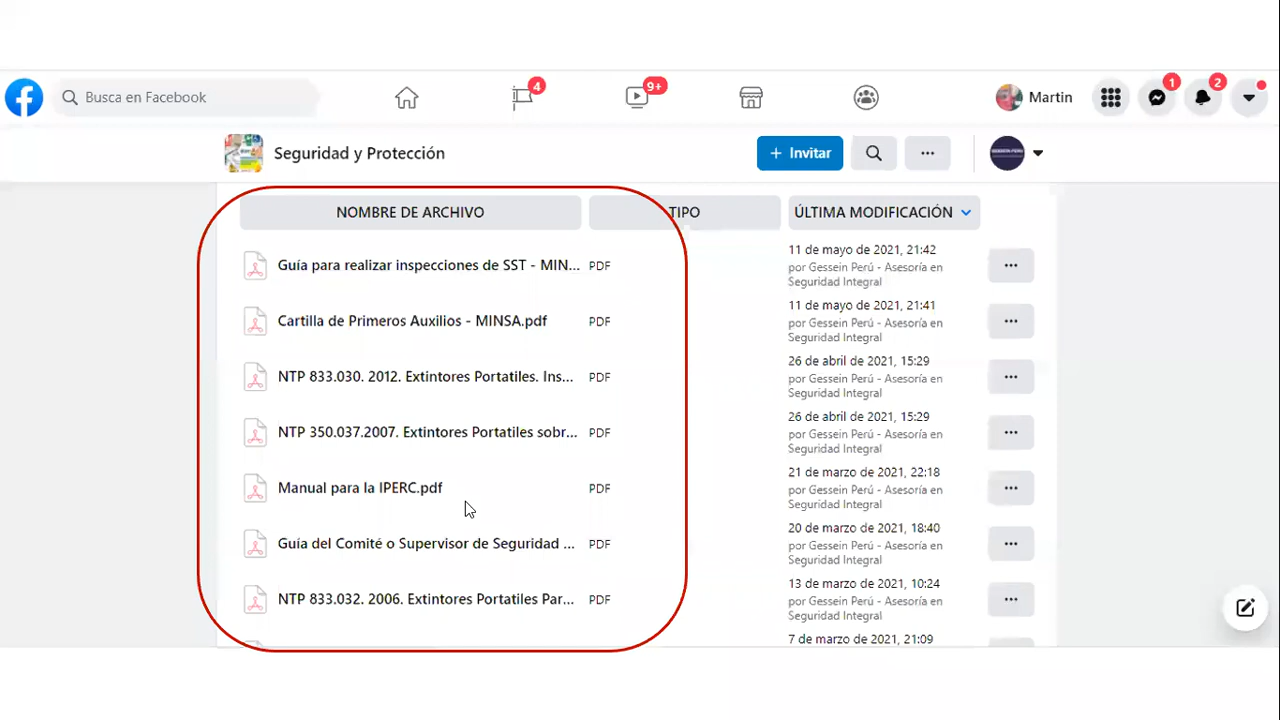 Busca en Facebook
4
9+
Martin
1
2
Seguridad y Protección
+ Invitar
NOMBRE DE ARCHIVO
TIPO
ÚLTIMA MODIFICACIÓN
Guía para realizar inspecciones de SST - MIN...
PDF
11 de mayo de 2021, 21:42
por Gessein Perú - Asesoría en
Seguridad Integral
Cartilla de Primeros Auxilios - MINSA.pdf
PDF
11 de mayo de 2021, 21:41
por Gessein Perú - Asesoría en
Seguridad Integral
NTP 833.030. 2012. Extintores Portatiles. Ins...
PDF
26 de abril de 2021, 15:29
por Gessein Perú - Asesoría en
Seguridad Integral
NTP 350.037.2007. Extintores Portatiles sobr...
PDF
26 de abril de 2021, 15:29
por Gessein Perú - Asesoría en
Seguridad Integral
Manual para la IPERC.pdf
PDF
21 de marzo de 2021, 22:18
por Gessein Perú - Asesoría en
Seguridad Integral
Guía del Comité o Supervisor de Seguridad ...
PDF
20 de marzo de 2021, 18:40
por Gessein Perú - Asesoría en
Seguridad Integral
NTP 833.032. 2006. Extintores Portatiles Par...
PDF
13 de marzo de 2021, 10:24
por Gessein Perú - Asesoría en
Seguridad Integral
7 de marzo de 2021, 21:09